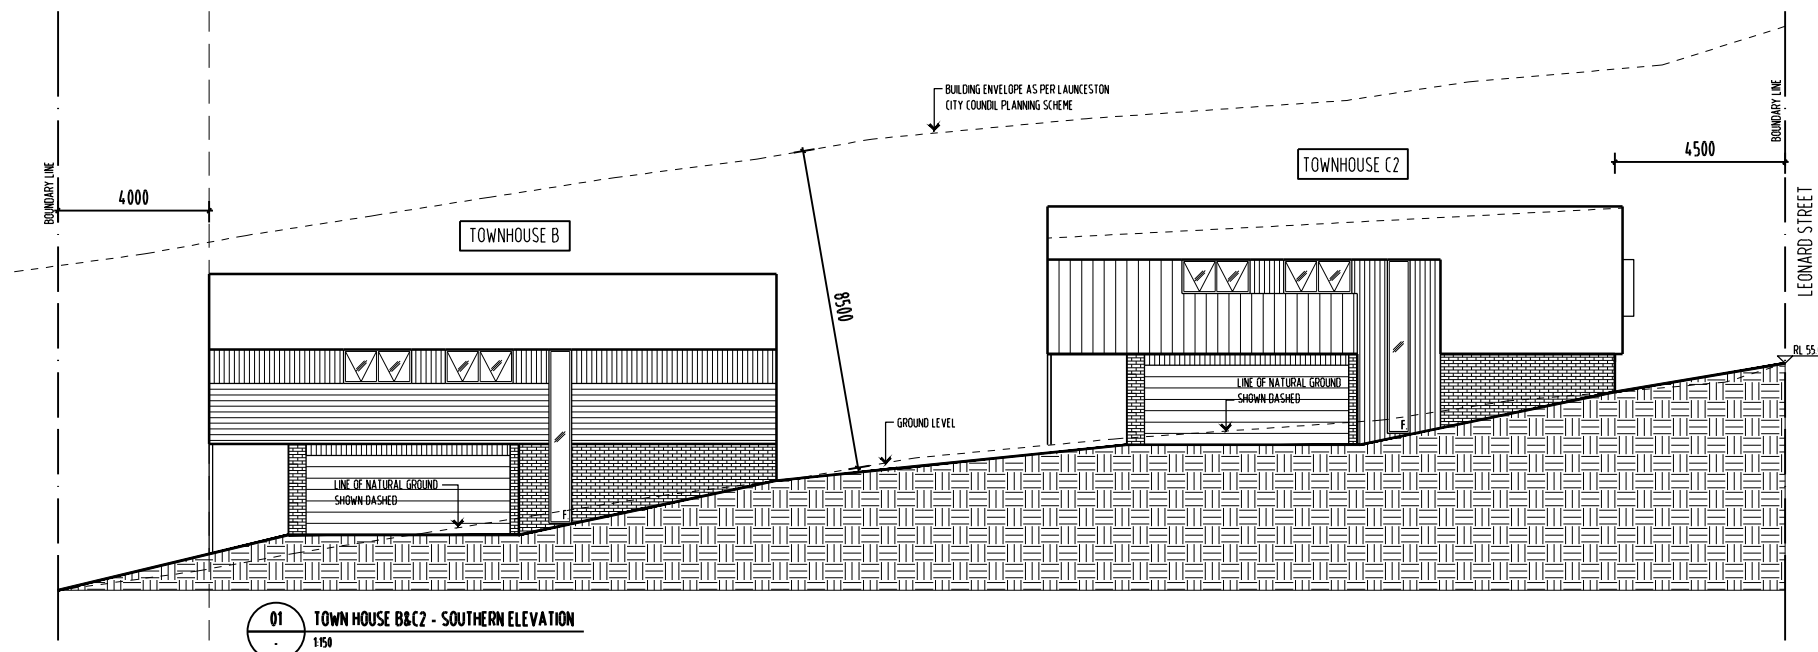 BUILDING ENVELOPE AS PER LAUNCESTON
CITY COUNDIL PLANNING SCHEME
BOUNDARY LINE
TOWNHOUSE C2
4500
BOUNDARY LINE
4000
TOWNHOUSE B
LEONARD STREET
8500
RL 55.
LINE OF NATURAL GROUND
SHOWN DASHED
GROUND LEVEL
F.
LINE OF NATURAL GROUND
SHOWN DASHED
F
01
TOWN HOUSE B&C2 - SOUTHERN ELEVATION
-
1:150